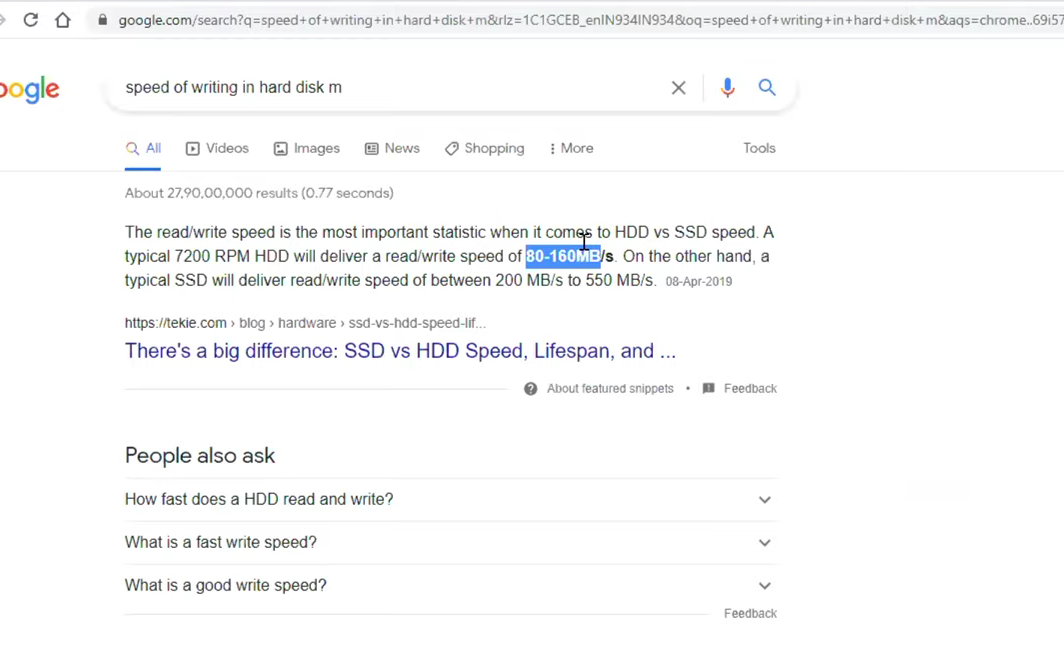 google.com/search?q=speed+of+writing+in+hard+disk+m&rlz=1C1GCEB_enIN934IN934&oq=speed+of+writing+in+hard+disk+m&aqs=chrome..69i57
oogle
speed of writing in hard disk m
All Videos Images News Shopping More Tools
About 27,90,00,000 results (0.77 seconds)
The read/write speed is the most important statistic when it comes to HDD vs SSD speed. A
typical 7200 RPM HDD will deliver a read/write speed of 80-160MB/s. On the other hand, a
typical SSD will deliver read/write speed of between 200 MB/s to 550 MB/s. 08-Apr-2019
https://tekie.com › blog › hardware › ssd-vs-hdd-speed-lif...
There's a big difference: SSD vs HDD Speed, Lifespan, and ...
About featured snippets • Feedback
People also ask
How fast does a HDD read and write?
What is a fast write speed?
What is a good write speed?
Feedback